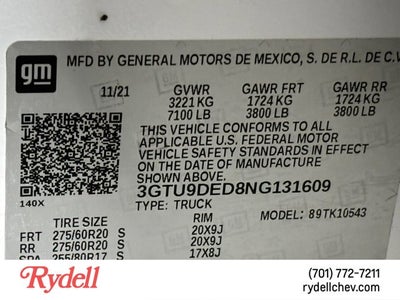 gm
MFD BY GENERAL MOTORS DE MEXICO, S. DE R.L. DE C.V
11/21 GVWR GAWR FRT GAWR RR
3221 KG 1724 KG 1724 KG
7100 LB 3800 LB 3800 LB
THIS VEHICLE CONFORMS TO ALL
APPLICABLE U.S. FEDERAL MOTOR
VEHICLE SAFETY STANDARDS IN EFFECT
ON THE DATE OF MANUFACTURE
SHOWN ABOVE.
3GTU9DED8NG131609
140X TYPE: TRUCK 89TK10543
TIRE SIZE RIM
FRT 275/60R20 S 20X9J
RR 275/60R20 S 20X9J
SPA 255/80R17 S 17X8J
Rydell
(701) 772-7211
rydellchev.com